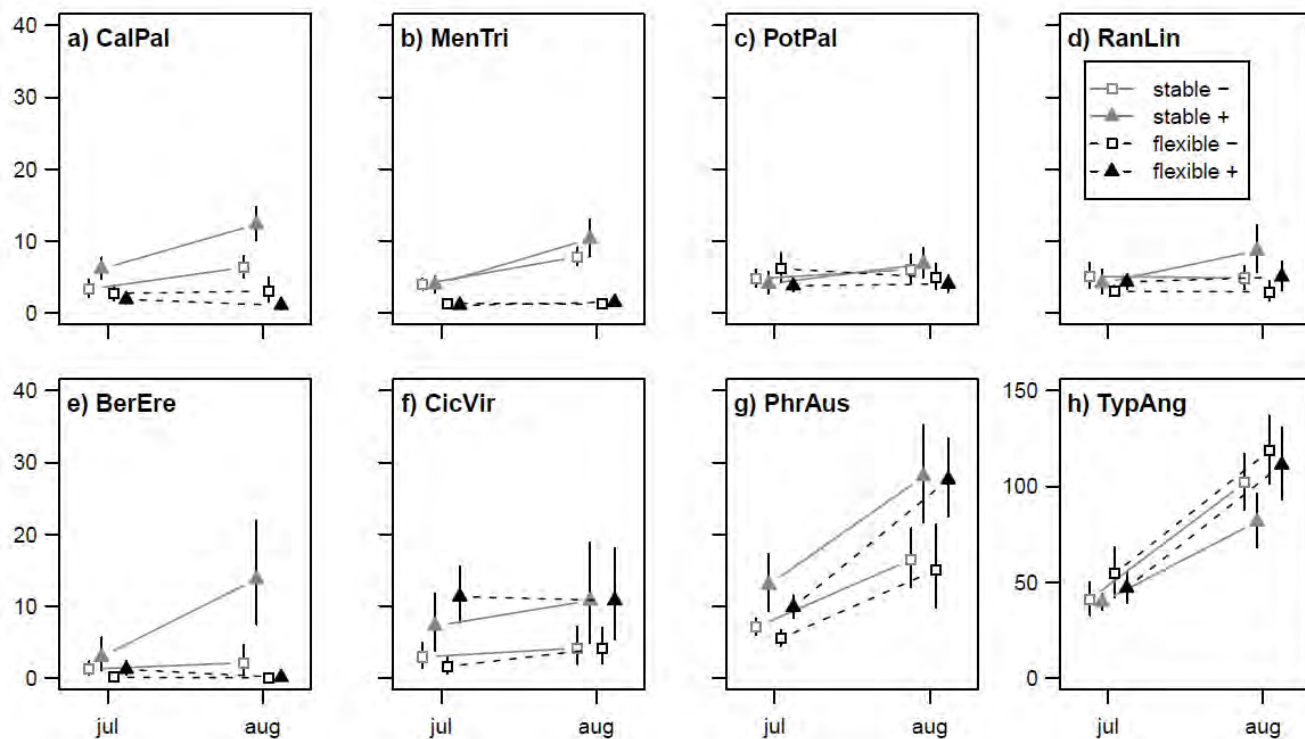 40
30
20
10
0
a) CalPal
b) MenTri
c) PotPal
d) RanLin
stable −
stable +
flexible −
flexible +
40
30
20
10
0
e) BerEre
f) CicVir
g) PhrAus
150
100
50
0
h) TypAng
jul aug
jul aug
jul aug
jul aug